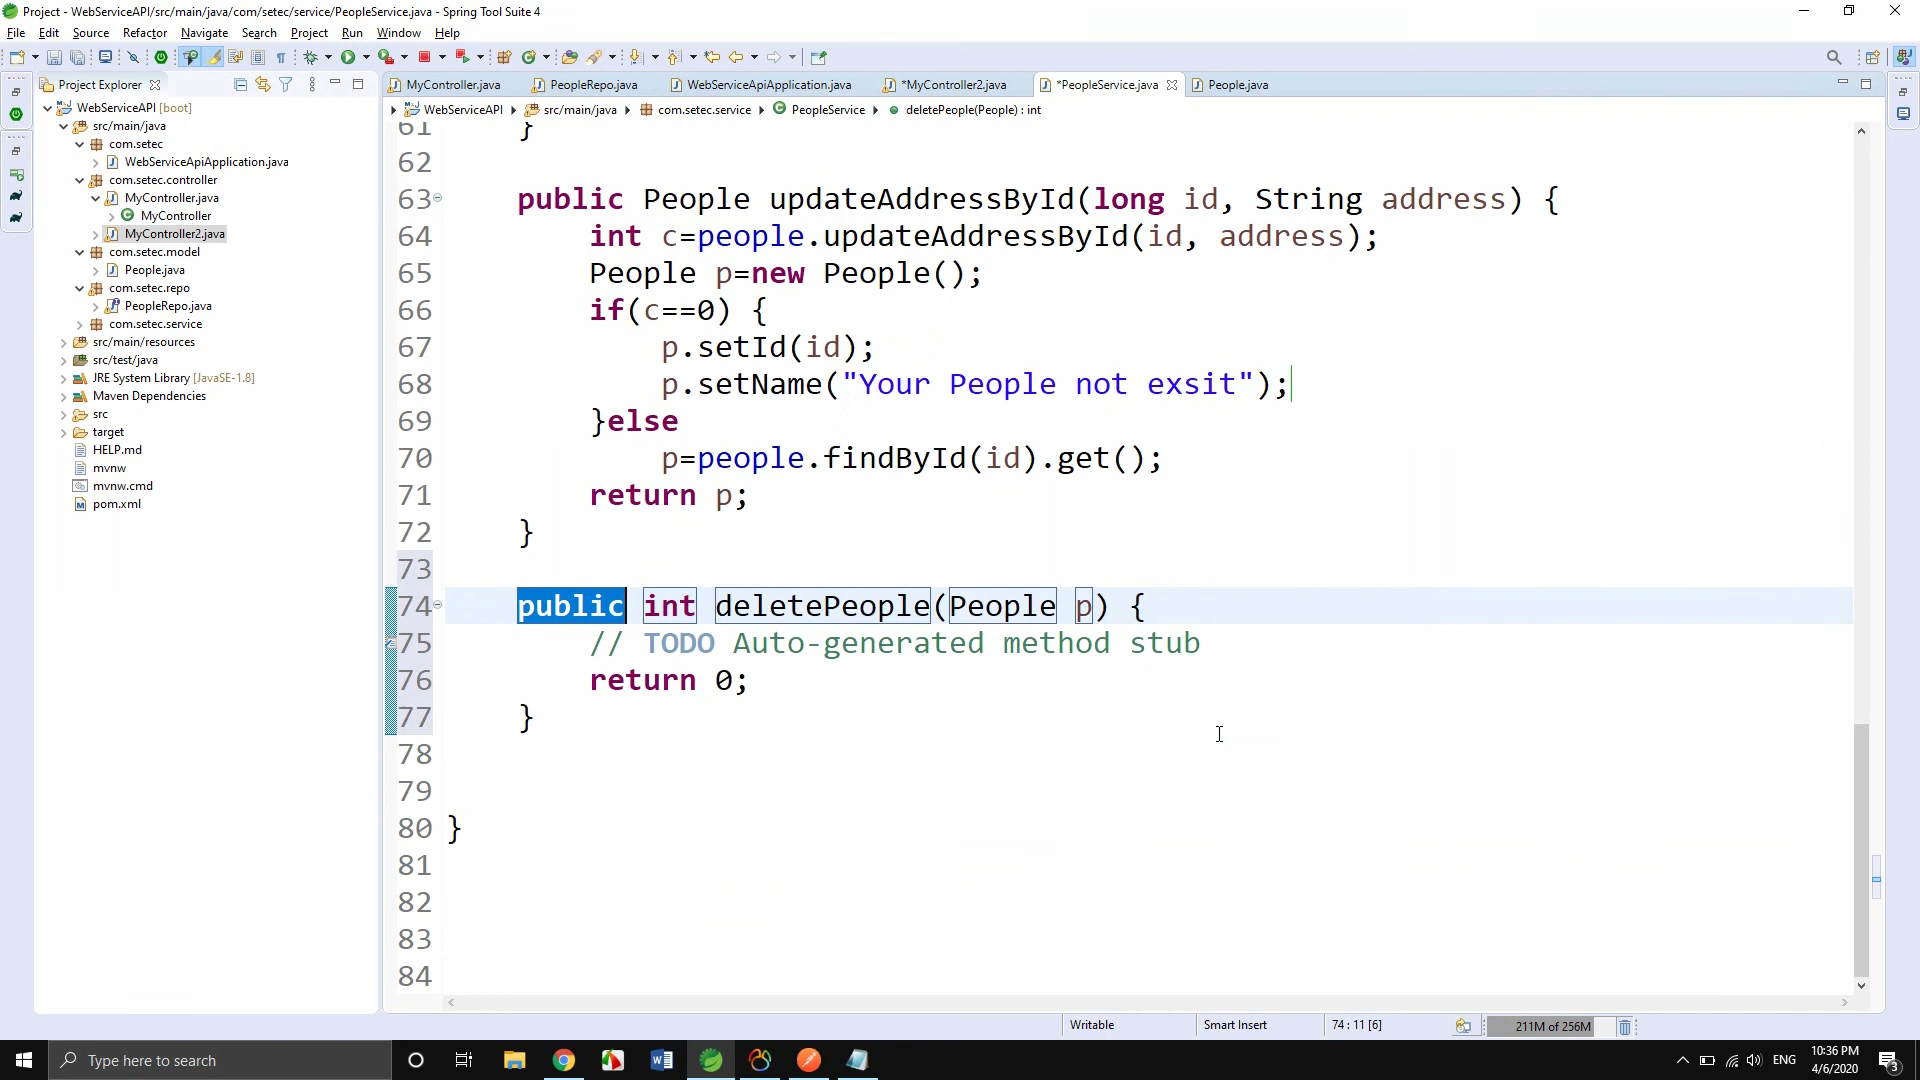 Project - WebServiceAPI/src/main/java/com/setec/service/PeopleService.java - Spring Tool Suite 4
File Edit Source Refactor Navigate Search Project Run Window Help
Project Explorer
WebServiceAPI [boot]
src/main/java
com.setec
WebServiceApiApplication.java
com.setec.controller
MyController.java
MyController
MyController2.java
com.setec.model
People.java
com.setec.repo
PeopleRepo.java
com.setec.service
src/main/resources
src/test/java
JRE System Library [JavaSE-1.8]
Maven Dependencies
src
target
HELP.md
mvnw
mvnw.cmd
pom.xml
MyController.java PeopleRepo.java WebServiceApiApplication.java *MyController2.java *PeopleService.java People.java
WebServiceAPI src/main/java com.setec.service PeopleService deletePeople(People) : int
61 }
62
63 public People updateAddressById(long id, String address) {
64 int c=people.updateAddressById(id, address);
65 People p=new People();
66 if(c==0) {
67 p.setId(id);
68 p.setName("Your People not exsit");
69 }else
70 p=people.findById(id).get();
71 return p;
72 }
73
74 public int deletePeople(People p) {
75 // TODO Auto-generated method stub
76 return 0;
77 }
78
79
80 }
81
82
83
84
Writable Smart Insert 74 : 11 [6] 211M of 256M
Type here to search
ENG
10:36 PM
4/6/2020
3